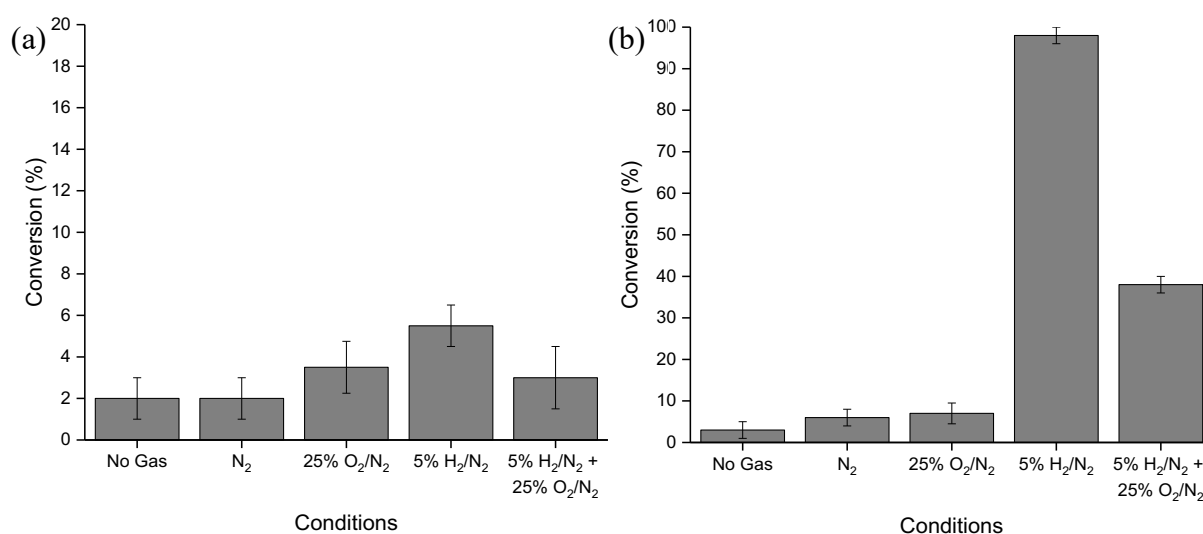 (a)
Conversion (%)
20
18
16
14
12
10
8
6
4
2
0
No Gas
N₂
25% O₂/N₂
5% H₂/N₂
5% H₂/N₂ +
25% O₂/N₂
Conditions
(b)
Conversion (%)
100
90
80
70
60
50
40
30
20
10
0
No Gas
N₂
25% O₂/N₂
5% H₂/N₂
5% H₂/N₂ +
25% O₂/N₂
Conditions